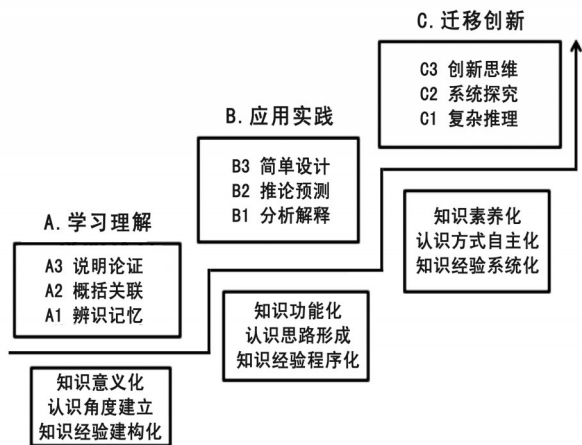 C.迁移创新
C3 创新思维
C2 系统探究
C1 复杂推理
B.应用实践
B3 简单设计
B2 推论预测
B1 分析解释
知识素养化
认识方式自主化
知识经验系统化
A.学习理解
A3 说明论证
A2 概括关联
A1 辨识记忆
知识功能化
认识思路形成
知识经验程序化
知识意义化
认识角度建立
知识经验建构化